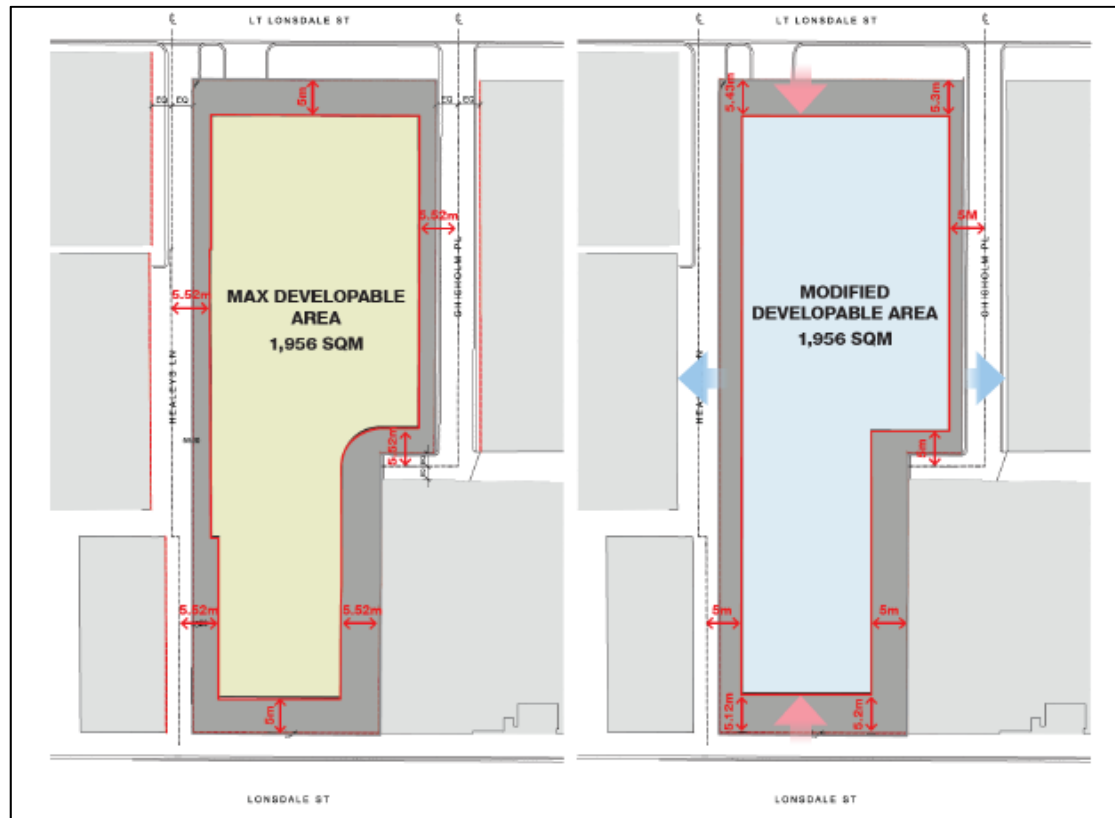 ℄
LT LONSDALE ST
℄
5m
EQ
EQ
EQ
EQ
5.52m
5.52m
MAX DEVELOPABLE
AREA
1,956 SQM
HEALEYS LN
CHISHOLM PL
5.52m
5.52m
5.52m
5m
LONSDALE ST
℄
LT LONSDALE ST
℄
5.43m
5.3m
5M
MODIFIED
DEVELOPABLE AREA
1,956 SQM
CHISHOLM PL
5m
5m
5m
5.12m
5.2m
LONSDALE ST